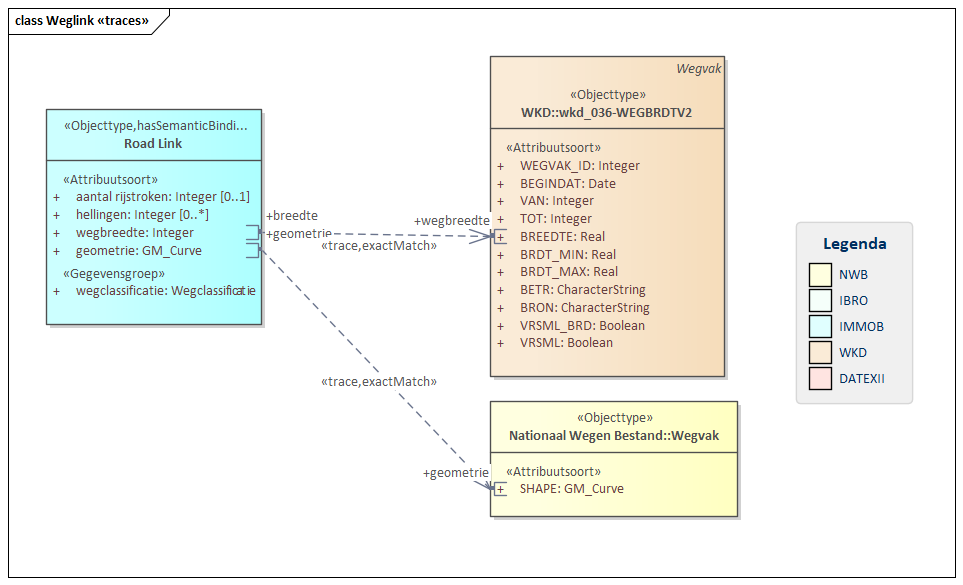 class Weglink «traces»
«Objecttype,hasSemanticBindi...
Road Link
«Attribuutsoort»
+ aantal rijstroken: Integer [0..1]
+ hellingen: Integer [0..*]
+ wegbreedte: Integer
+ geometrie: GM_Curve
«Gegevensgroep»
+ wegclassificatie: Wegclassificatie
+breedte
+geometrie
«trace,exactMatch»
+wegbreedte
«trace,exactMatch»
+geometrie
Wegvak
«Objecttype»
WKD::wkd_036-WEGBRDTV2
«Attribuutsoort»
+ WEGVAK_ID: Integer
+ BEGINDAT: Date
+ VAN: Integer
+ TOT: Integer
+ BREEDTE: Real
+ BRDT_MIN: Real
+ BRDT_MAX: Real
+ BETR: CharacterString
+ BRON: CharacterString
+ VRSML_BRD: Boolean
+ VRSML: Boolean
«Objecttype»
Nationaal Wegen Bestand::Wegvak
«Attribuutsoort»
+ SHAPE: GM_Curve
Legenda
NWB
IBRO
IMMOB
WKD
DATEXII